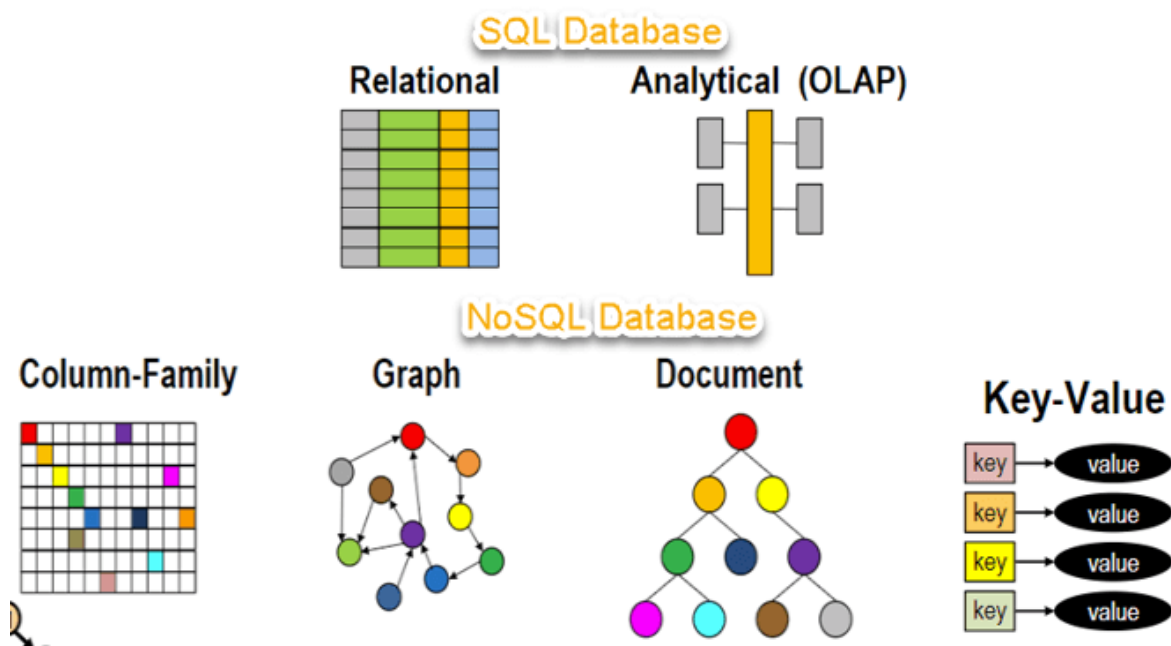 SQL Database
Relational
Analytical (OLAP)
NoSQL Database
Column-Family
Graph
Document
Key-Value
key
value
key
value
key
value
key
value